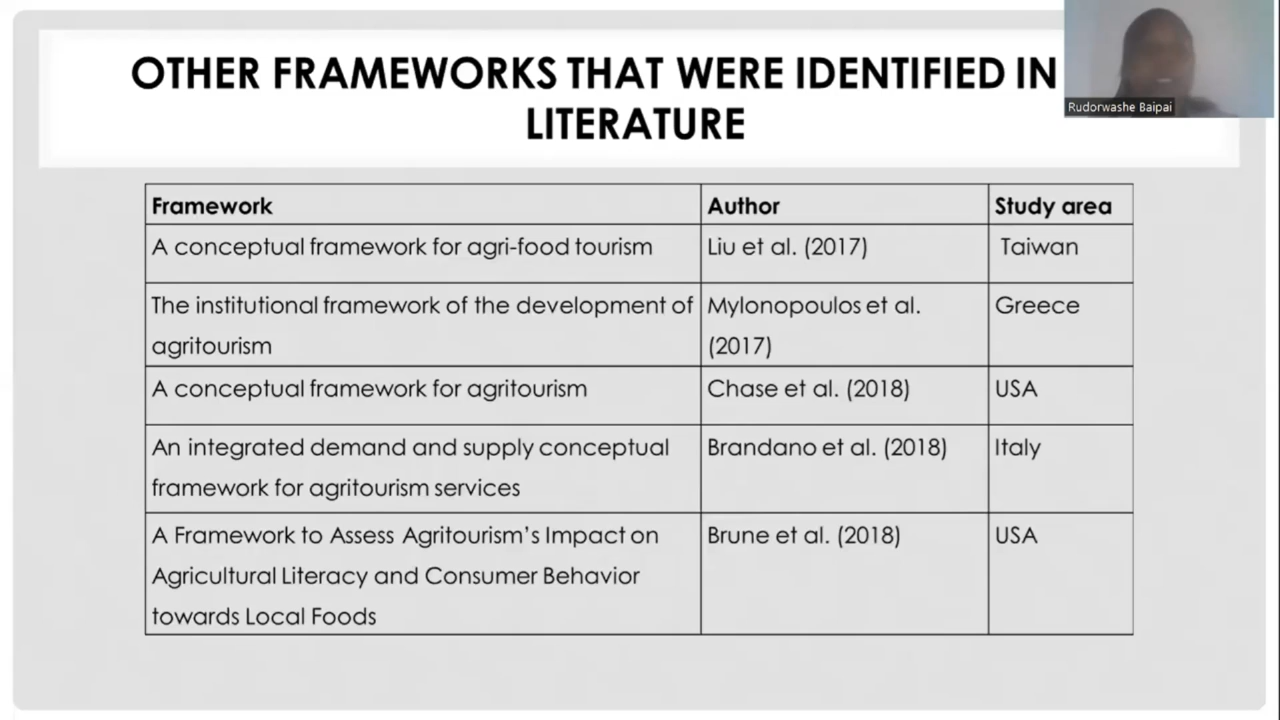 OTHER FRAMEWORKS THAT WERE IDENTIFIED IN
LITERATURE
Rudorwashe Baipai
Framework Author Study area
A conceptual framework for agri-food tourism Liu et al. (2017) Taiwan
The institutional framework of the development of Mylonopoulos et al. Greece
agritourism (2017)
A conceptual framework for agritourism Chase et al. (2018) USA
An integrated demand and supply conceptual Brandano et al. (2018) Italy
framework for agritourism services
A Framework to Assess Agritourism's Impact on Brune et al. (2018) USA
Agricultural Literacy and Consumer Behavior
towards Local Foods